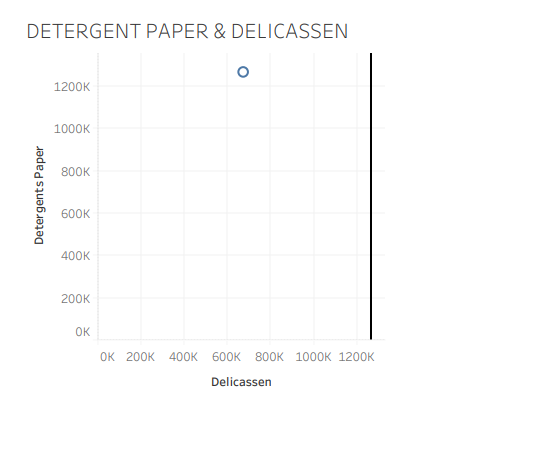 DETERGENT PAPER & DELICASSEN
1200K
1000K
800K
600K
400K
200K
0K
Detergents Paper
0K 200K 400K 600K 800K 1000K 1200K
Delicassen